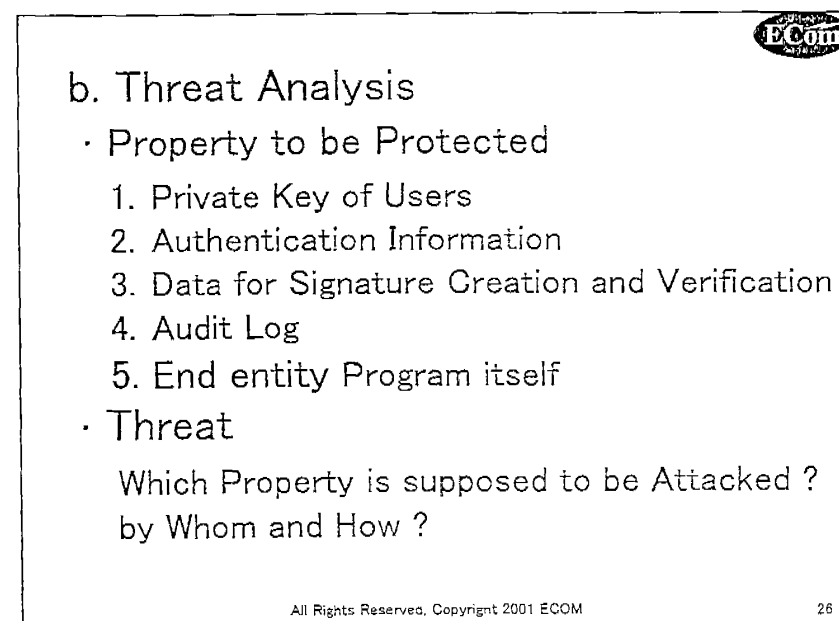 ECom
b. Threat Analysis
・Property to be Protected
1. Private Key of Users
2. Authentication Information
3. Data for Signature Creation and Verification
4. Audit Log
5. End entity Program itself
・Threat
Which Property is supposed to be Attacked ?
by Whom and How ?
All Rights Reserved, Copyright 2001 ECOM
26